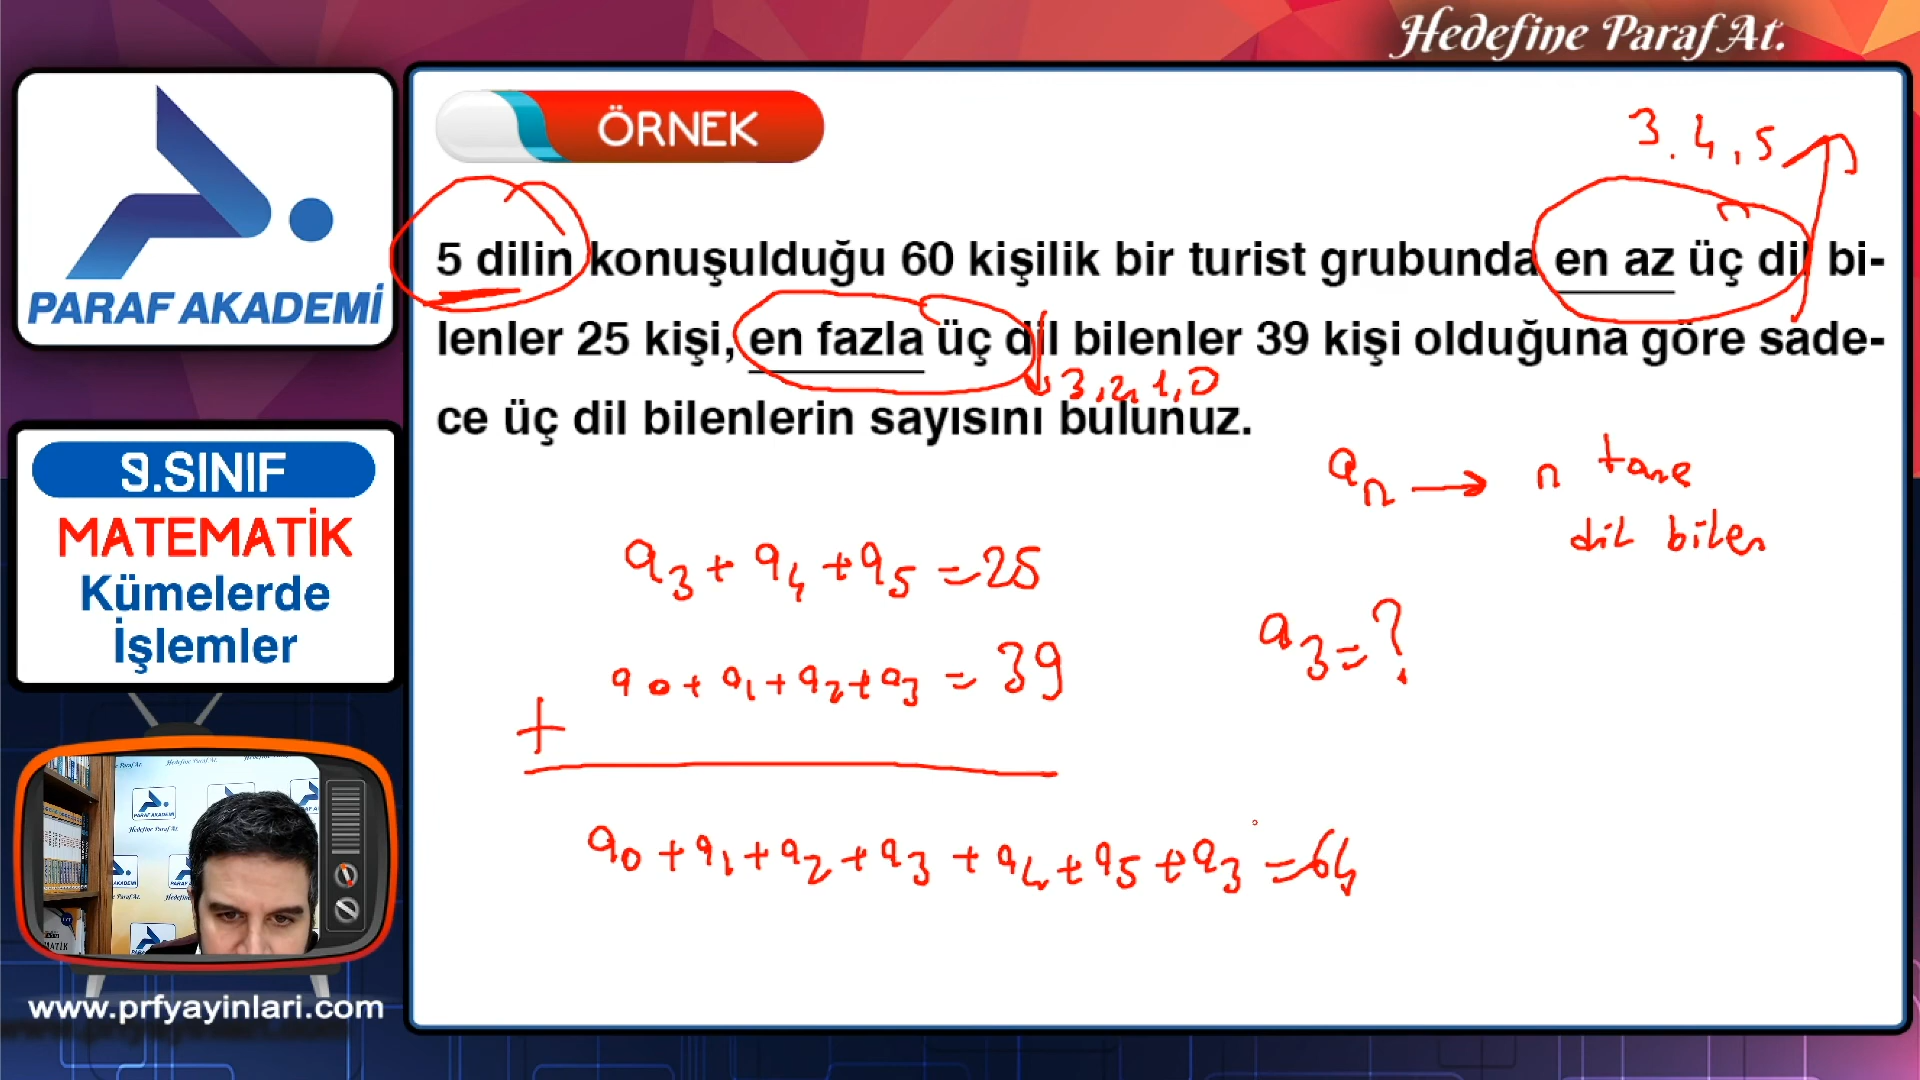 Hedefine Paraf At.
PARAF AKADEMİ
ÖRNEK
3, 4, 5
5 dilin konuşulduğu 60 kişilik bir turist grubunda en az üç dil bi-
lenler 25 kişi, en fazla üç dil bilenler 39 kişi olduğuna göre sade-
3, 2, 1, 0
ce üç dil bilenlerin sayısını bulunuz.
9.SINIF
MATEMATİK
Kümelerde
İşlemler
aₙ → n tane
dil bilen
a₃ + a₄ + a₅ = 25
a₀ + a₁ + a₂ + a₃ = 39
+
a₃ = ?
a₀ + a₁ + a₂ + a₃ + a₄ + a₅ + a₃ = 64
www.prfyayinlari.com